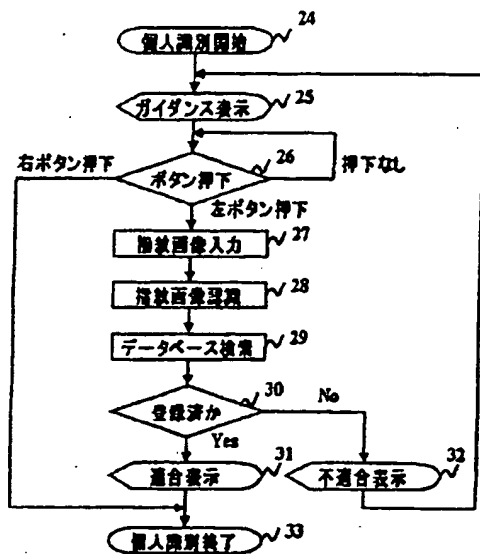 個人識別開始 24
ガイダンス表示 25
右ボタン押下 ボタン押下 26 押下なし
左ボタン押下
指紋画像入力 27
指紋画像認識 28
データベース検索 29
登録済か 30 No
Yes
適合表示 31
不適合表示 32
個人識別終了 33